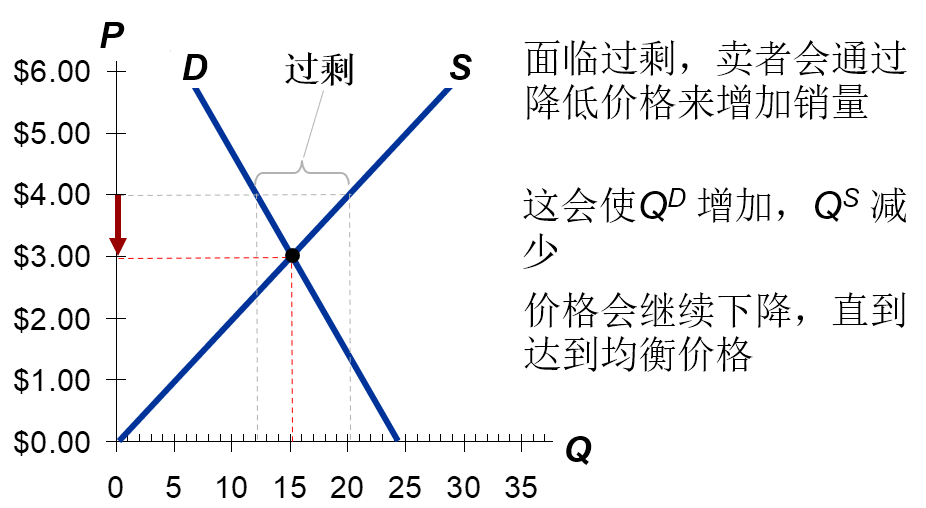 P
D
过剩
S
$6.00
$5.00
$4.00
$3.00
$2.00
$1.00
$0.00
Q
0 5 10 15 20 25 30 35
面临过剩，卖者会通过
降低价格来增加销量
这会使QD 增加，QS 减
少
价格会继续下降，直到
达到均衡价格